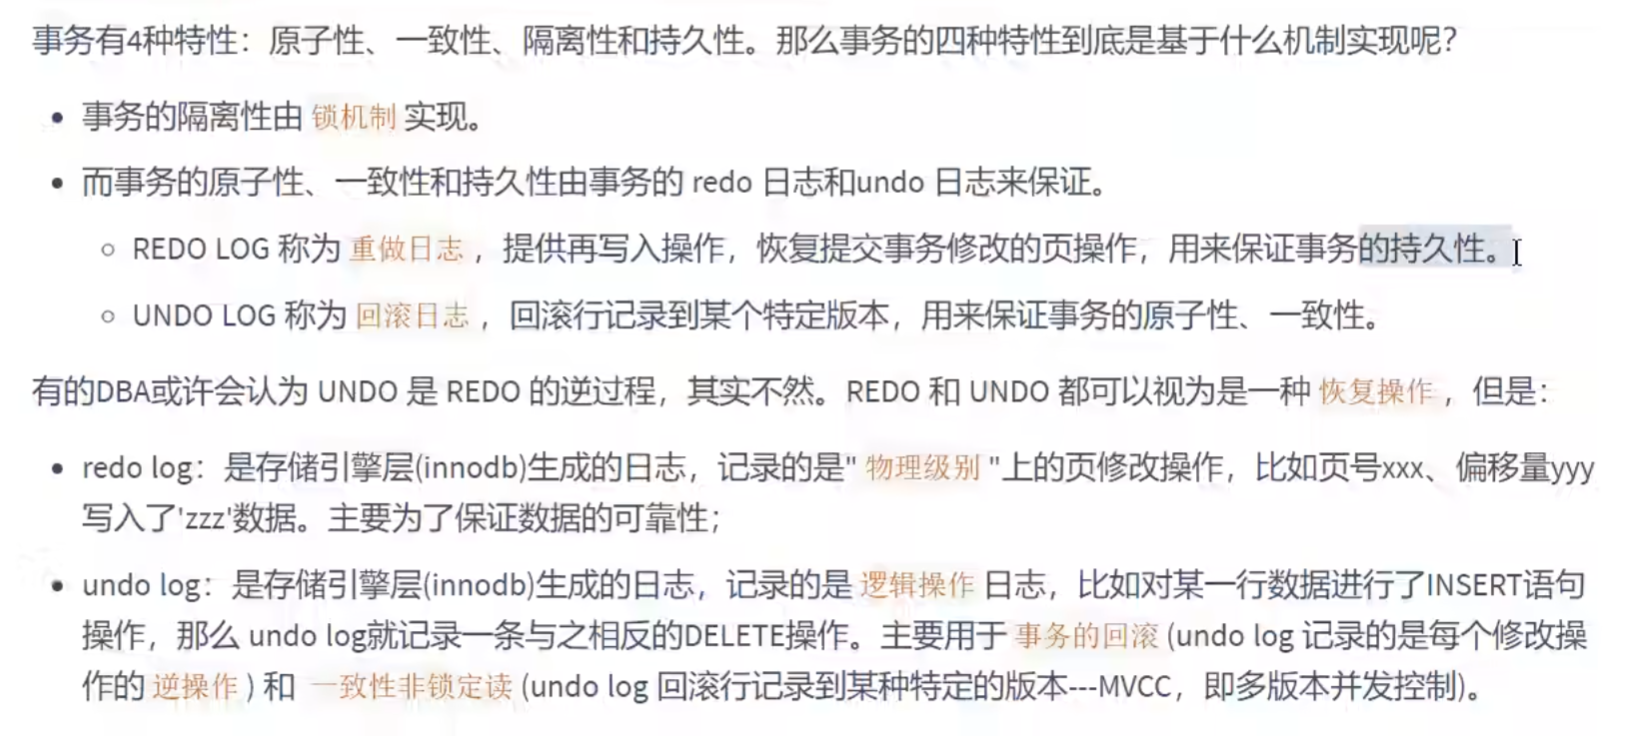 事务有4种特性：原子性、一致性、隔离性和持久性。那么事务的四种特性到底是基于什么机制实现呢？
事务的隔离性由 锁机制 实现。
而事务的原子性、一致性和持久性由事务的 redo 日志和undo 日志来保证。
REDO LOG 称为 重做日志 ，提供再写入操作，恢复提交事务修改的页操作，用来保证事务的持久性。
UNDO LOG 称为 回滚日志 ，回滚行记录到某个特定版本，用来保证事务的原子性、一致性。
有的DBA或许会认为 UNDO 是 REDO 的逆过程，其实不然。REDO 和 UNDO 都可以视为是一种 恢复操作 ，但是：
redo log：是存储引擎层(innodb)生成的日志，记录的是" 物理级别 "上的页修改操作，比如页号xxx、偏移量yyy
写入了'zzz'数据。主要为了保证数据的可靠性；
undo log：是存储引擎层(innodb)生成的日志，记录的是 逻辑操作 日志，比如对某一行数据进行了INSERT语句
操作，那么 undo log就记录一条与之相反的DELETE操作。主要用于 事务的回滚 (undo log 记录的是每个修改操
作的 逆操作 ) 和 一致性非锁定读 (undo log 回滚行记录到某种特定的版本---MVCC，即多版本并发控制)。